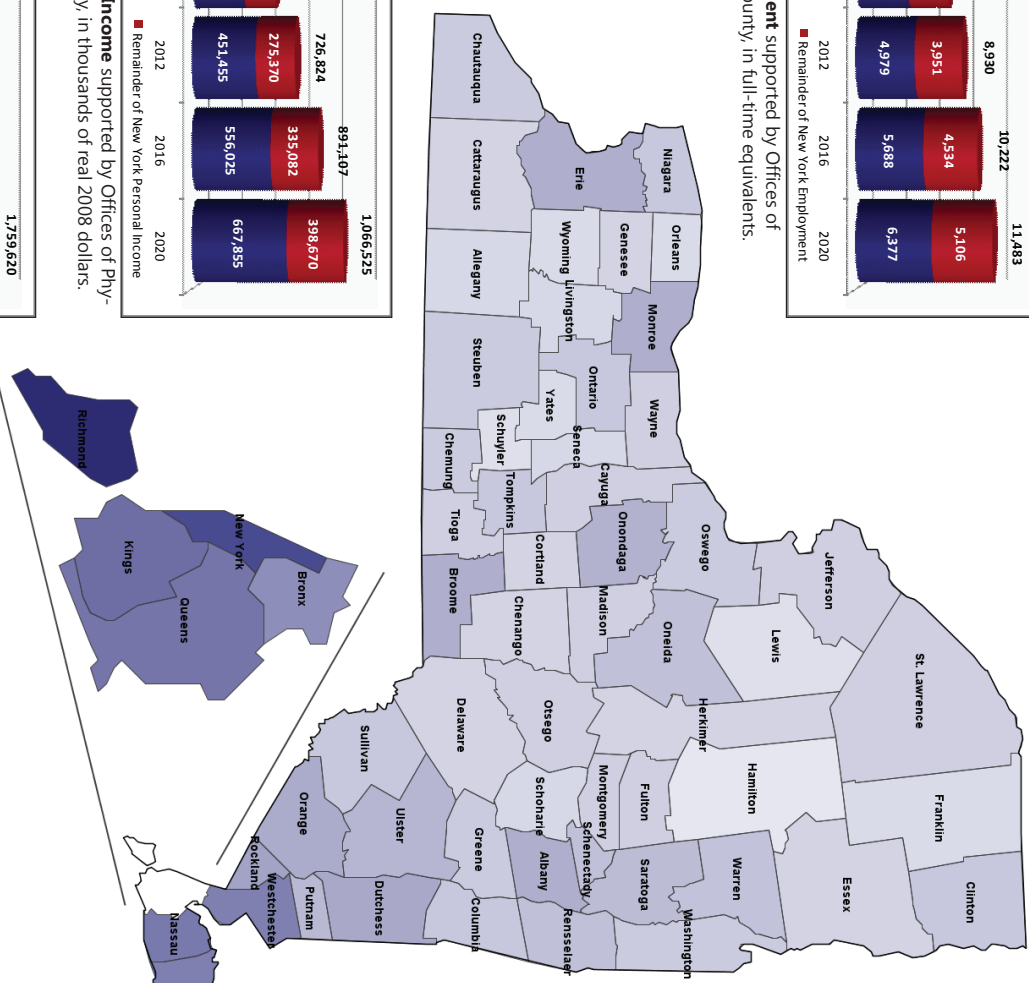 ent supported by Offices of
ounty, in full-time equivalents.
8,930
10,222
11,483
3,951
4,534
5,106
4,979
5,688
6,377
2012
2016
2020
Remainder of New York Employment
Income supported by Offices of Phy-
y, in thousands of real 2008 dollars.
726,824
891,107
1,066,525
275,370
335,082
398,670
451,455
556,025
667,855
2012
2016
2020
Remainder of New York Personal Income
1,759,620
Clinton
Franklin
St. Lawrence
Essex
Jefferson
Lewis
Hamilton
Warren
Herkimer
Oswego
Oneida
Washington
Niagara
Orleans
Monroe
Wayne
Fulton
Saratoga
Genesee
Onondaga
Cayuga
Madison
Montgomery
Schenectady
Erie
Wyoming
Livingston
Ontario
Seneca
Yates
Cortland
Otsego
Schoharie
Albany
Rensselaer
Schuyler
Tompkins
Chenango
Chautauqua
Cattaraugus
Allegany
Steuben
Chemung
Tioga
Broome
Delaware
Greene
Columbia
Sullivan
Ulster
Dutchess
Orange
Putnam
Rockland
Westchester
Nassau
Bronx
New York
Queens
Kings
Richmond